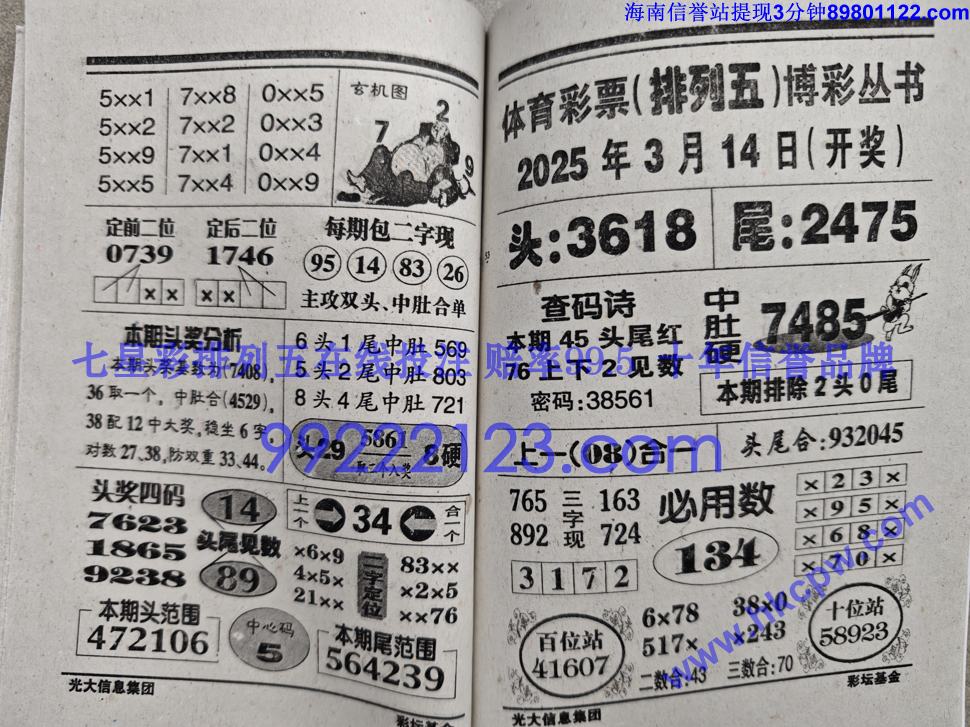 海南信誉站提现3分钟89801122.com
5××1 7××8 0××5
5××2 7××2 0××3
5××9 7××1 0××4
5××5 7××4 0××9
玄机图
7 2 9
定前二位 定后二位
0739 1746
×× ××
每期包二字现
95 14 83 26
主攻双头、中肚合单
本期头奖分析
本期头奖基数为(7408),
36取一个, 中肚合(4529),
38配12中大奖,稳坐6字,
对数27、38,防双重33、44。
6头1尾中肚569
5头2尾中肚803
8头4尾中肚721
头29 5861 8硬
头奖四码
7623
1865
9238
14
头尾见数
89
上一个 34 合一个
×6×9
4×5×
21××
二字定位
83××
×2×5
××76
本期头范围
472106
中心码
5
本期尾范围
564239
光大信息集团
彩坛基金
体育彩票(排列五)博彩丛书
2025年3月14日(开奖)
头:3618 尾:2475
查码诗
本期45头尾红
76上下2见数
密码:38561
中肚硬
7485
本期排除2头0尾
七星彩排列五在线投注 赔率995 十年信誉品牌
99222123.com
上一(08)合一
头尾合:932045
765 三字现 163
892 724
3172
必用数
134
×23×
×95×
×68×
×70×
百位站
41607
6×78 38×0
517× ×243
二数合:43 三数合:70
十位站
58923
www.hkcpw.com
光大信息集团
彩坛基金